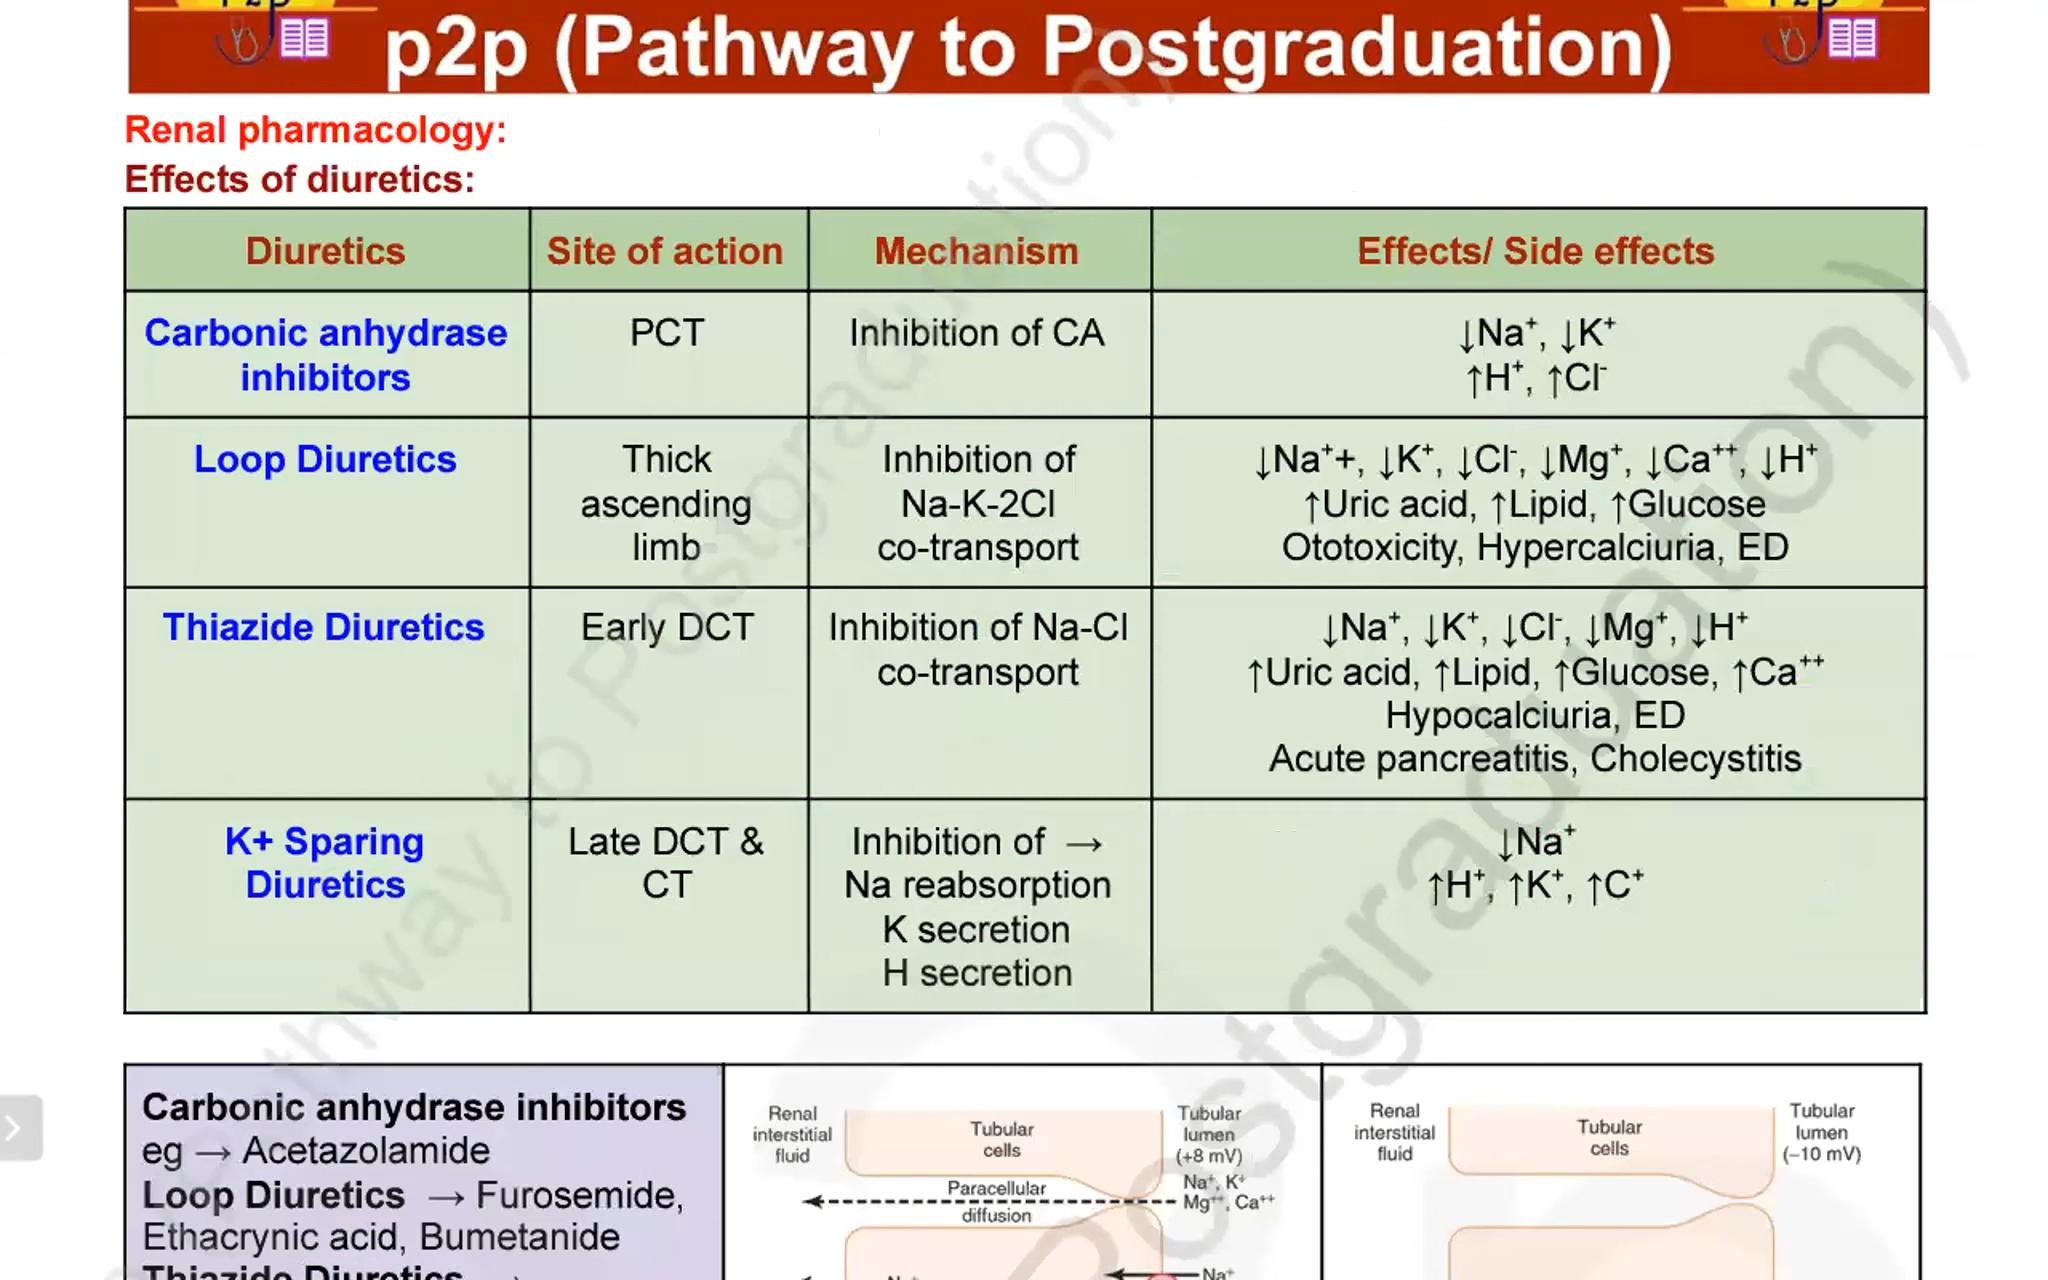 p2p (Pathway to Postgraduation)
Renal pharmacology:
Effects of diuretics:
Diuretics
Site of action
Mechanism
Effects/ Side effects
Carbonic anhydrase
inhibitors
PCT
Inhibition of CA
↓Na⁺, ↓K⁺
↑H⁺, ↑Cl⁻
Loop Diuretics
Thick
ascending
limb
Inhibition of
Na-K-2Cl
co-transport
↓Na⁺+, ↓K⁺, ↓Cl⁻, ↓Mg⁺, ↓Ca⁺⁺, ↓H⁺
↑Uric acid, ↑Lipid, ↑Glucose
Ototoxicity, Hypercalciuria, ED
Thiazide Diuretics
Early DCT
Inhibition of Na-Cl
co-transport
↓Na⁺, ↓K⁺, ↓Cl⁻, ↓Mg⁺, ↓H⁺
↑Uric acid, ↑Lipid, ↑Glucose, ↑Ca⁺⁺
Hypocalciuria, ED
Acute pancreatitis, Cholecystitis
K+ Sparing
Diuretics
Late DCT &
CT
Inhibition of →
Na reabsorption
K secretion
H secretion
↓Na⁺
↑H⁺, ↑K⁺, ↑C⁺
Carbonic anhydrase inhibitors
eg → Acetazolamide
Loop Diuretics → Furosemide,
Ethacrynic acid, Bumetanide
Thiazide Diuretics →
Renal
interstitial
fluid
Tubular
cells
Tubular
lumen
(+8 mV)
Paracellular
diffusion
Na⁺, K⁺
Mg⁺⁺, Ca⁺⁺
Na⁺
Renal
interstitial
fluid
Tubular
cells
Tubular
lumen
(−10 mV)
Pathway to Postgraduation)
Postgraduation)